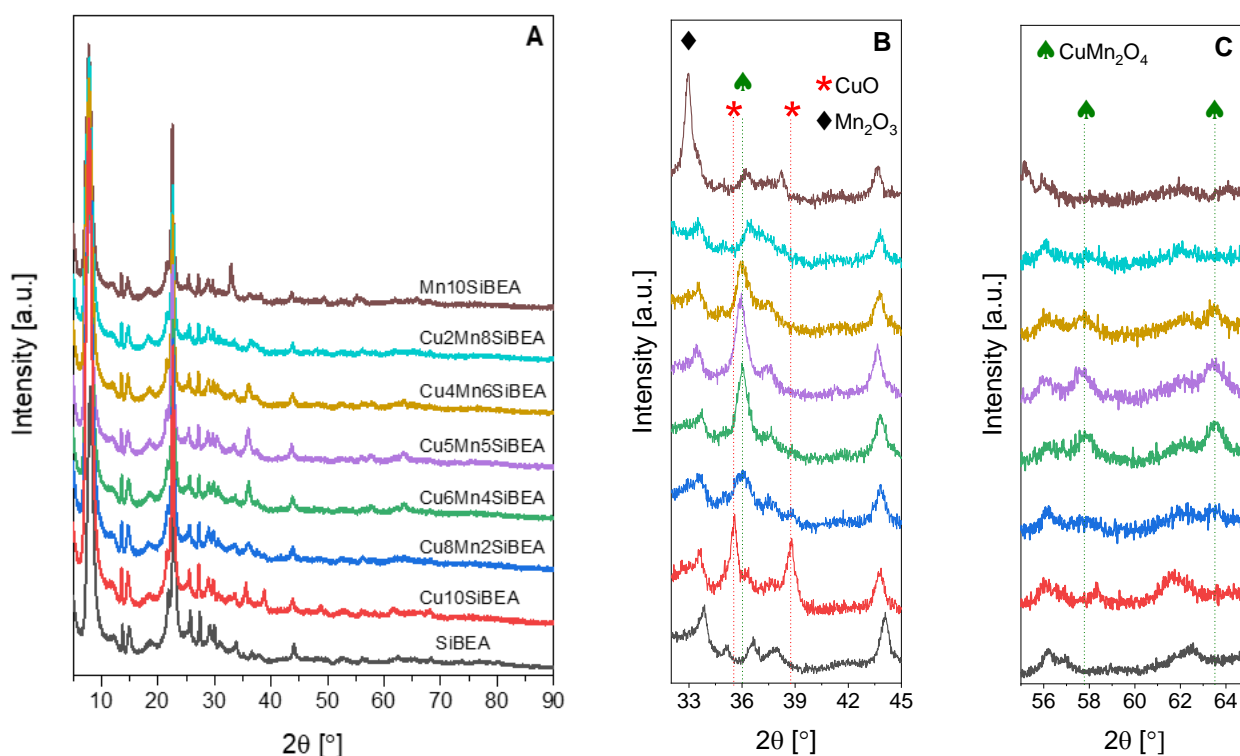 A
Intensity [a.u.]
Mn10SiBEA
Cu2Mn8SiBEA
Cu4Mn6SiBEA
Cu5Mn5SiBEA
Cu6Mn4SiBEA
Cu8Mn2SiBEA
Cu10SiBEA
SiBEA
10 20 30 40 50 60 70 80 90
2θ [°]
B
CuO
Mn₂O₃
Intensity [a.u.]
33 36 39 42 45
2θ [°]
C
CuMn₂O₄
Intensity [a.u.]
56 58 60 62 64
2θ [°]